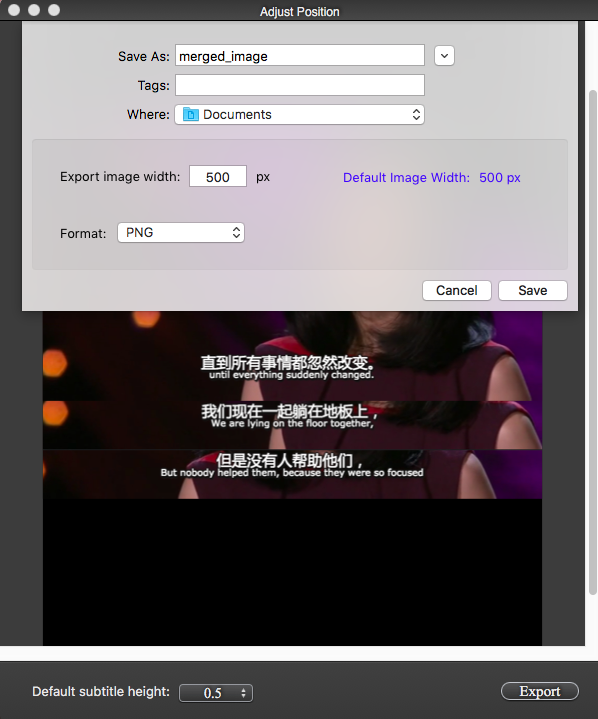 Adjust Position
Save As: merged_image
Tags:
Where: Documents
Export image width: 500 px Default Image Width: 500 px
Format: PNG
Cancel Save
直到所有事情都忽然改变。
until everything suddenly changed.
我们现在一起躺在地板上，
We are lying on the floor together,
但是没有人帮助他们，
But nobody helped them, because they were so focused
Default subtitle height: 0.5 Export